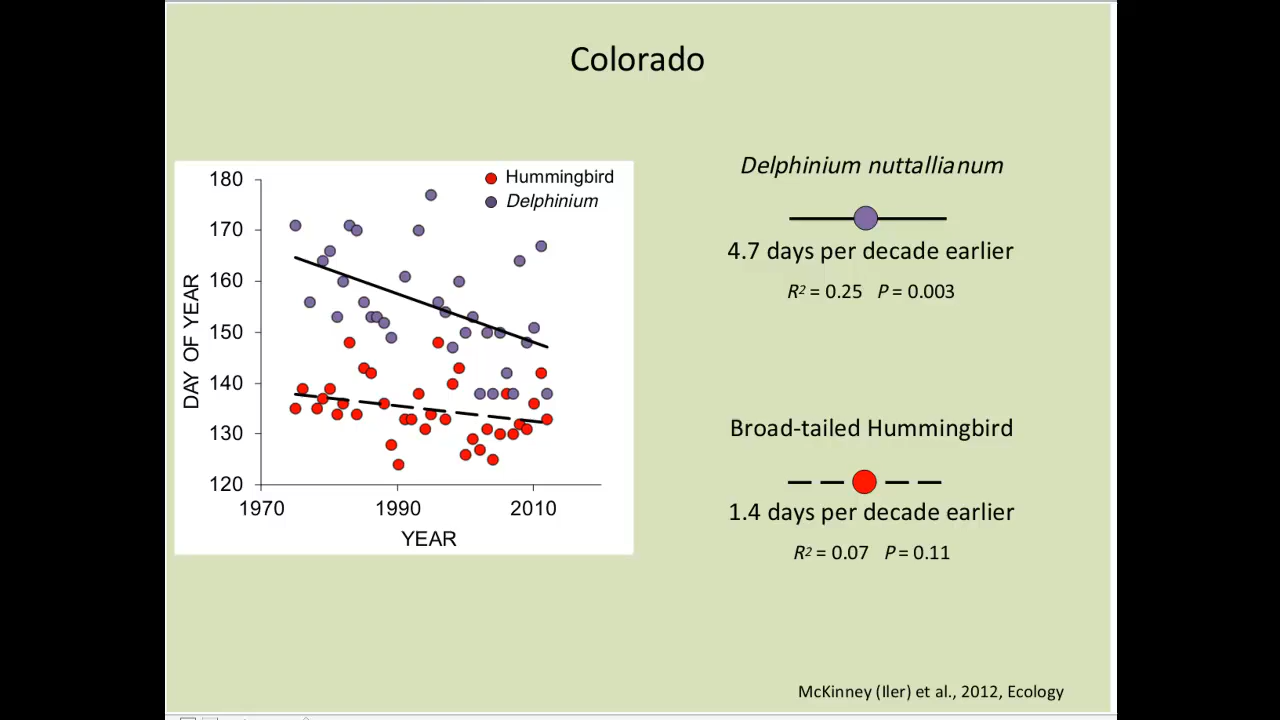 Colorado
180
170
160
150
140
130
120
1970
1990
2010
DAY OF YEAR
YEAR
Hummingbird
Delphinium
Delphinium nuttallianum
4.7 days per decade earlier
R2 = 0.25 P = 0.003
Broad-tailed Hummingbird
1.4 days per decade earlier
R2 = 0.07 P = 0.11
McKinney (Iler) et al., 2012, Ecology